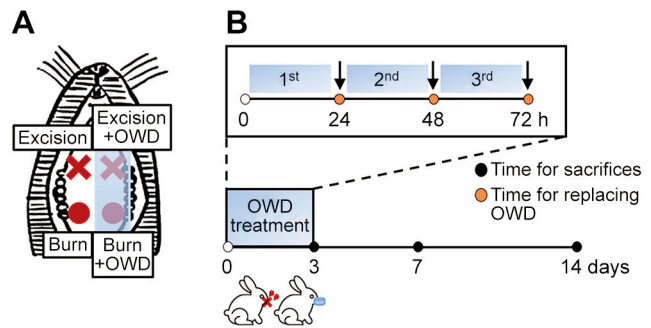 A
Excision
Excision
+OWD
Burn
Burn
+OWD
B
1st
2nd
3rd
0
24
48
72 h
Time for sacrifices
Time for replacing
OWD
OWD
treatment
0
3
7
14 days